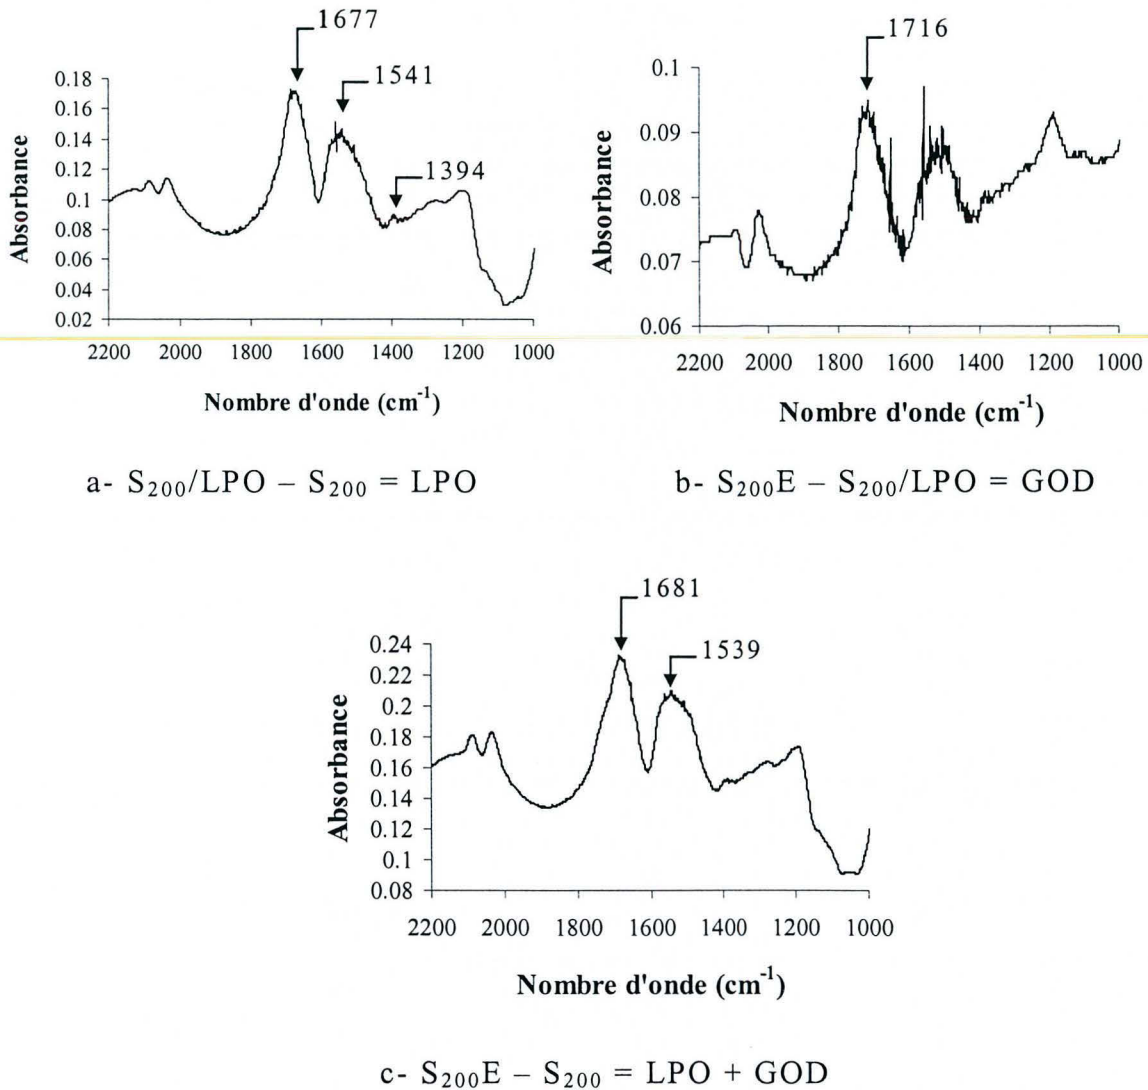 1677
1541
1394
Absorbance
0.18
0.16
0.14
0.12
0.1
0.08
0.06
0.04
0.02
2200 2000 1800 1600 1400 1200 1000
Nombre d'onde (cm⁻¹)
a- S₂₀₀/LPO – S₂₀₀ = LPO
1716
Absorbance
0.1
0.09
0.08
0.07
0.06
2200 2000 1800 1600 1400 1200 1000
Nombre d'onde (cm⁻¹)
b- S₂₀₀E – S₂₀₀/LPO = GOD
1681
1539
Absorbance
0.24
0.22
0.2
0.18
0.16
0.14
0.12
0.1
0.08
2200 2000 1800 1600 1400 1200 1000
Nombre d'onde (cm⁻¹)
c- S₂₀₀E – S₂₀₀ = LPO + GOD